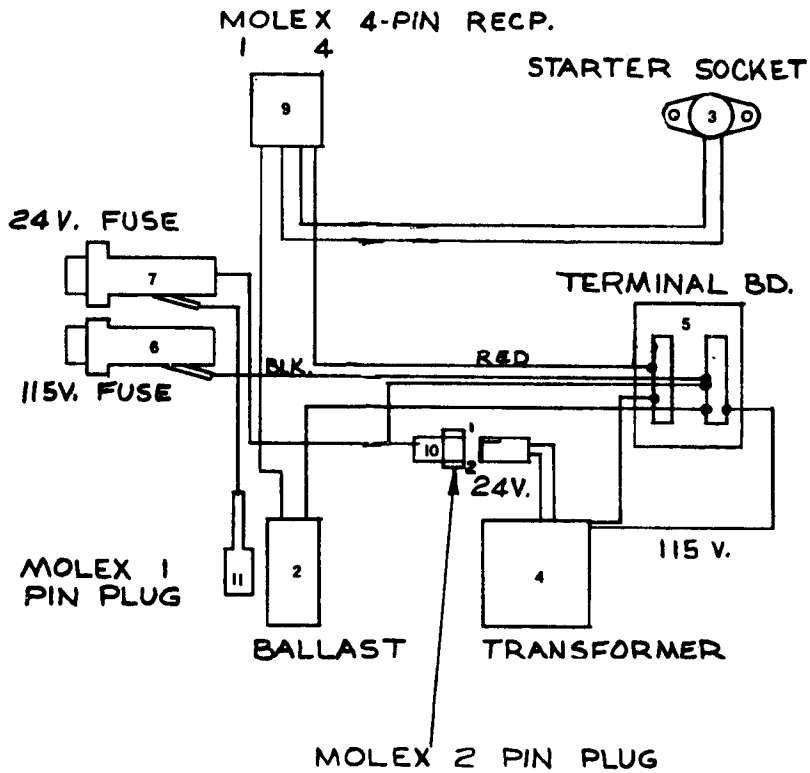 MOLEX 4-PIN RECP.
1 4
9
STARTER SOCKET
3
24V. FUSE
7
6
115V. FUSE
BLK.
RED
TERMINAL BD.
5
10
1
2
24V.
115 V.
MOLEX 1
PIN PLUG
11
2
BALLAST
4
TRANSFORMER
MOLEX 2 PIN PLUG